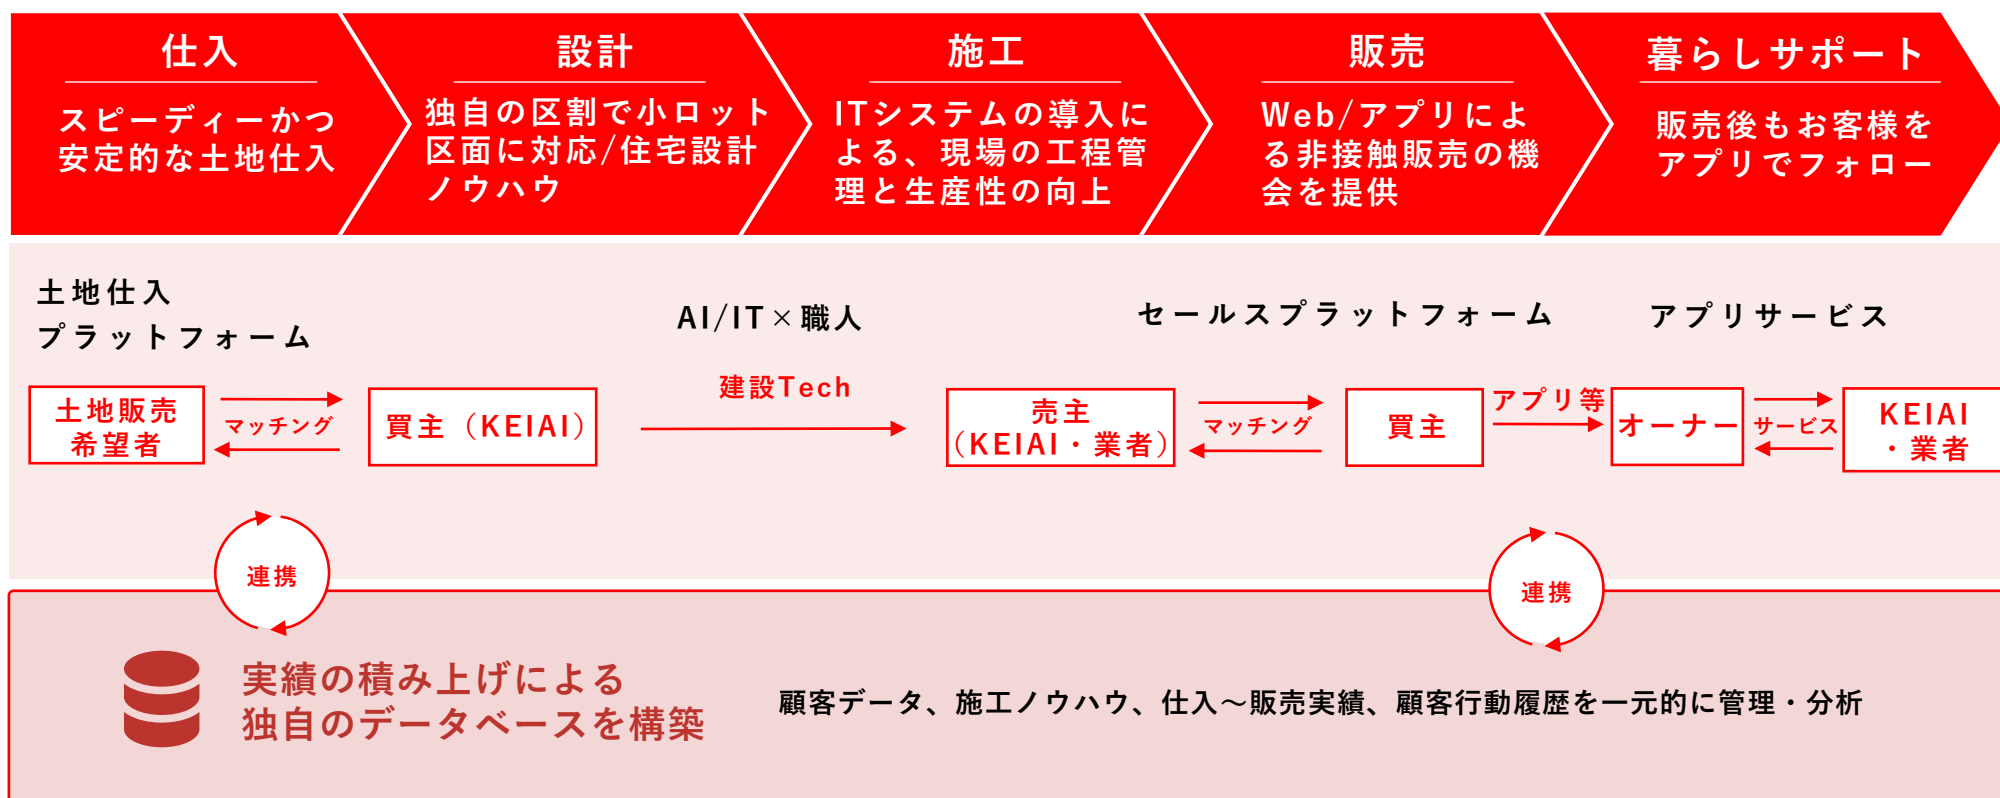 仕入
スピーディーかつ
安定的な土地仕入
設計
独自の区割で小ロット
区面に対応/住宅設計
ノウハウ
施工
ITシステムの導入に
よる、現場の工程管
理と生産性の向上
販売
Web/アプリによ
る非接触販売の機
会を提供
暮らしサポート
販売後もお客様を
アプリでフォロー
土地仕入
プラットフォーム
AI/IT×職人
セールスプラットフォーム
アプリサービス
土地販売
希望者
マッチング
買主（KEIAI）
建設Tech
売主
（KEIAI・業者）
マッチング
買主
アプリ等
オーナー
サービス
KEIAI
・業者
連携
連携
実績の積み上げによる
独自のデータベースを構築
顧客データ、施工ノウハウ、仕入～販売実績、顧客行動履歴を一元的に管理・分析